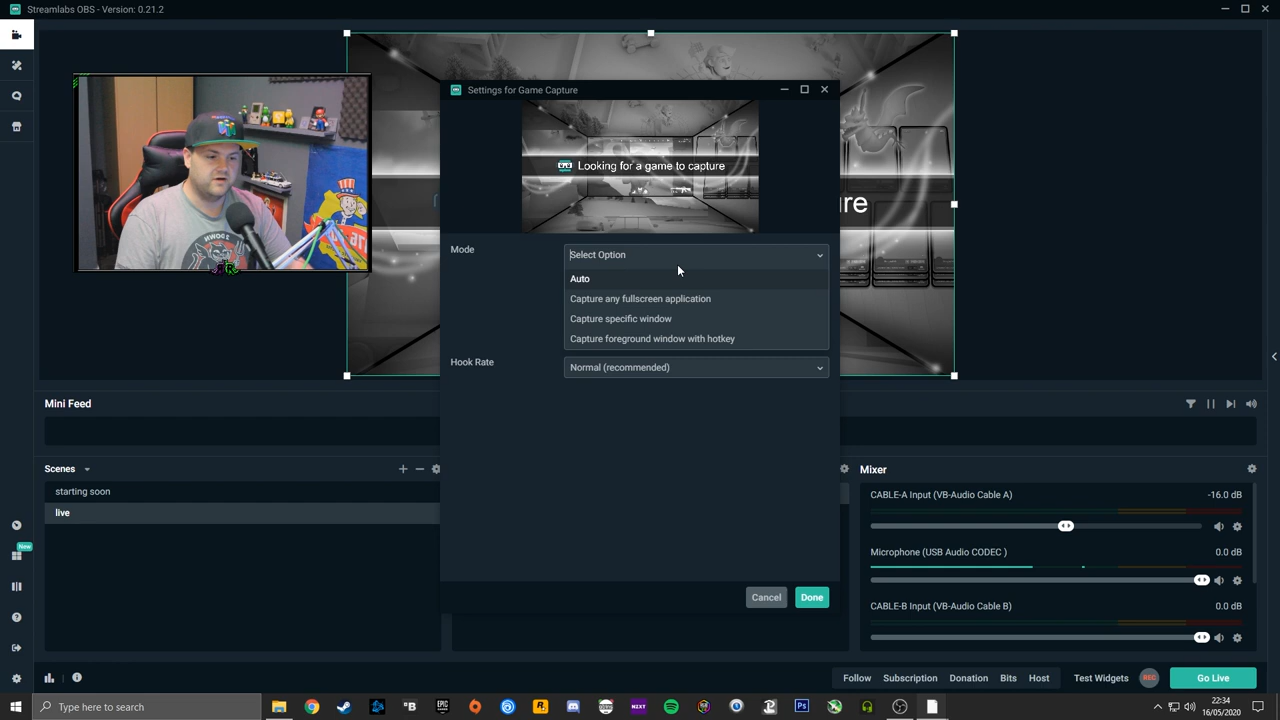 Streamlabs OBS - Version: 0.21.2
Settings for Game Capture
Looking for a game to capture
ure
Mode
Select Option
Auto
Capture any fullscreen application
Capture specific window
Capture foreground window with hotkey
Hook Rate
Normal (recommended)
Mini Feed
Scenes
starting soon
live
Mixer
CABLE-A Input (VB-Audio Cable A)
-16.0 dB
Microphone (USB Audio CODEC )
0.0 dB
CABLE-B Input (VB-Audio Cable B)
0.0 dB
New
Cancel
Done
Follow
Subscription
Donation
Bits
Host
Test Widgets
REC
Go Live
Type here to search
EPIC
NZXT
Ps
22:34
16/05/2020